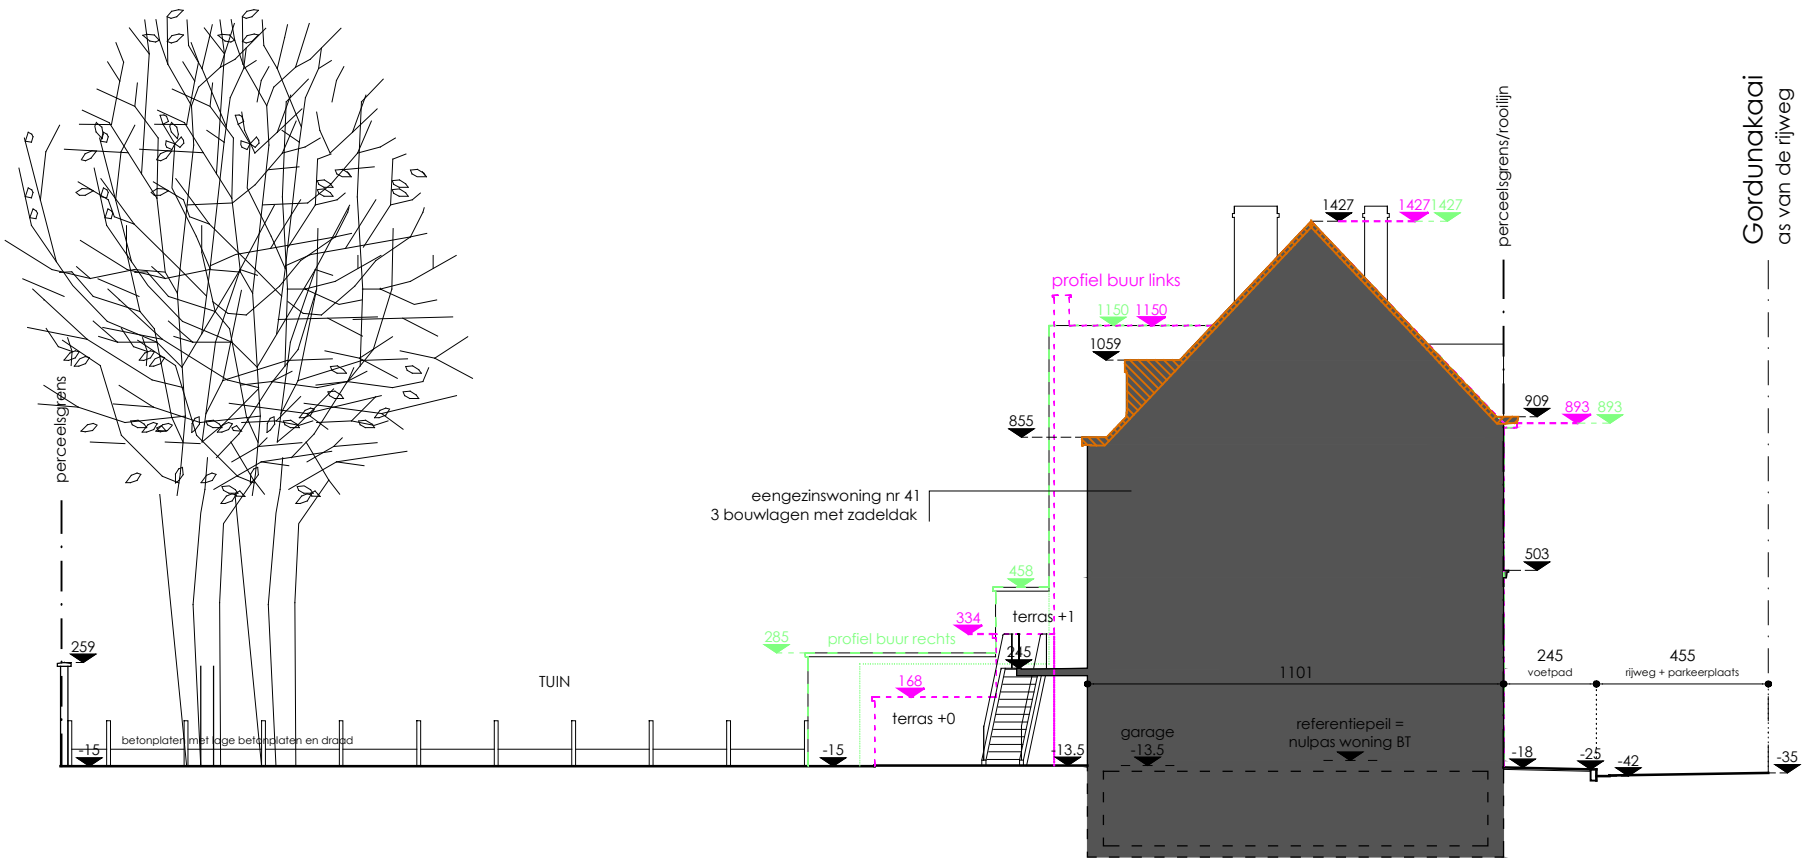 Gordunakaai
as van de rijweg
perceelsgrens/rooilijn
1427
1427
1427
profiel buur links
1150
1150
1059
855
909
893
893
perceelsgrens
eengezinswoning nr 41
3 bouwlagen met zadeldak
503
458
terras +1
334
285
profiel buur rechts
259
245
TUIN
168
terras +0
1101
245
voetpad
455
rijweg + parkeerplaats
betonplaten met lage betonplaten en draad
-15
-15
-13.5
garage
-13.5
referentiepeil =
nulpas woning BT
-18
-25
-42
-35